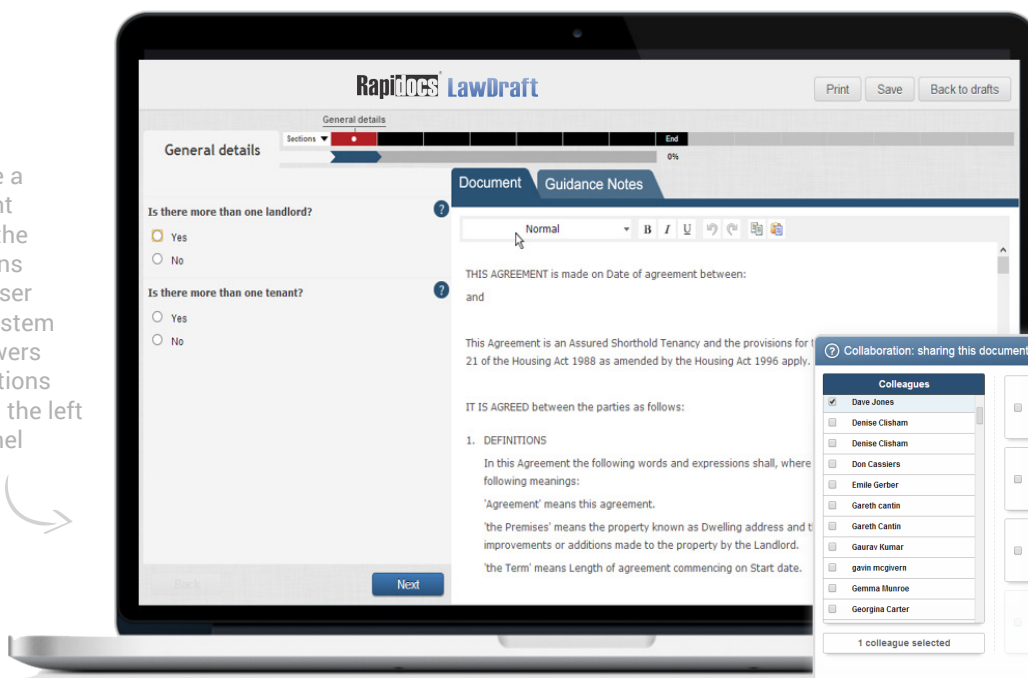 Rapidocs LawDraft
Print Save Back to drafts
General details
General details
Sections
End
0%
Is there more than one landlord?
Yes
No
Is there more than one tenant?
Yes
No
Back
Next
Document Guidance Notes
Normal B I U
THIS AGREEMENT is made on Date of agreement between:
and
This Agreement is an Assured Shorthold Tenancy and the provisions for
21 of the Housing Act 1988 as amended by the Housing Act 1996 apply.
IT IS AGREED between the parties as follows:
1. DEFINITIONS
In this Agreement the following words and expressions shall, where
following meanings:
'Agreement' means this agreement.
'the Premises' means the property known as Dwelling address and
improvements or additions made to the property by the Landlord.
'the Term' means Length of agreement commencing on Start date.
Collaboration: sharing this document
Colleagues
Dave Jones
Denise Clisham
Denise Clisham
Don Cassiers
Emile Gerber
Gareth cantin
Gareth Cantin
Gaurav Kumar
gavin mcgivern
Gemma Munroe
Georgina Carter
1 colleague selected
a
the
the left